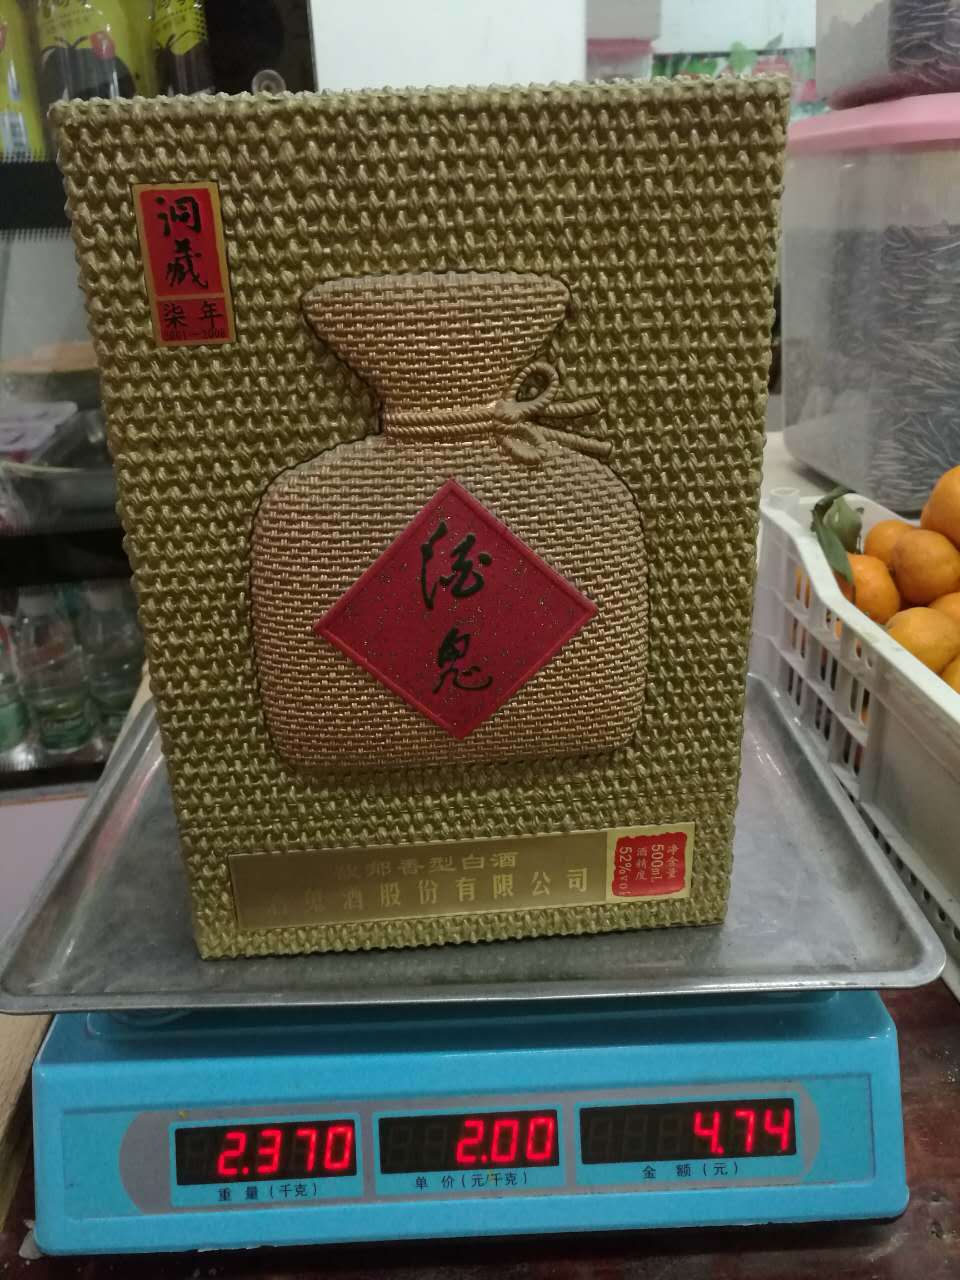 洞藏
柒年
酒鬼
馥郁香型白酒
酒鬼酒股份有限公司
净含量
500mL
酒精度
52%vol
2.370
2.00
4.74
重量(千克)
单价(元/千克)
金额(元)